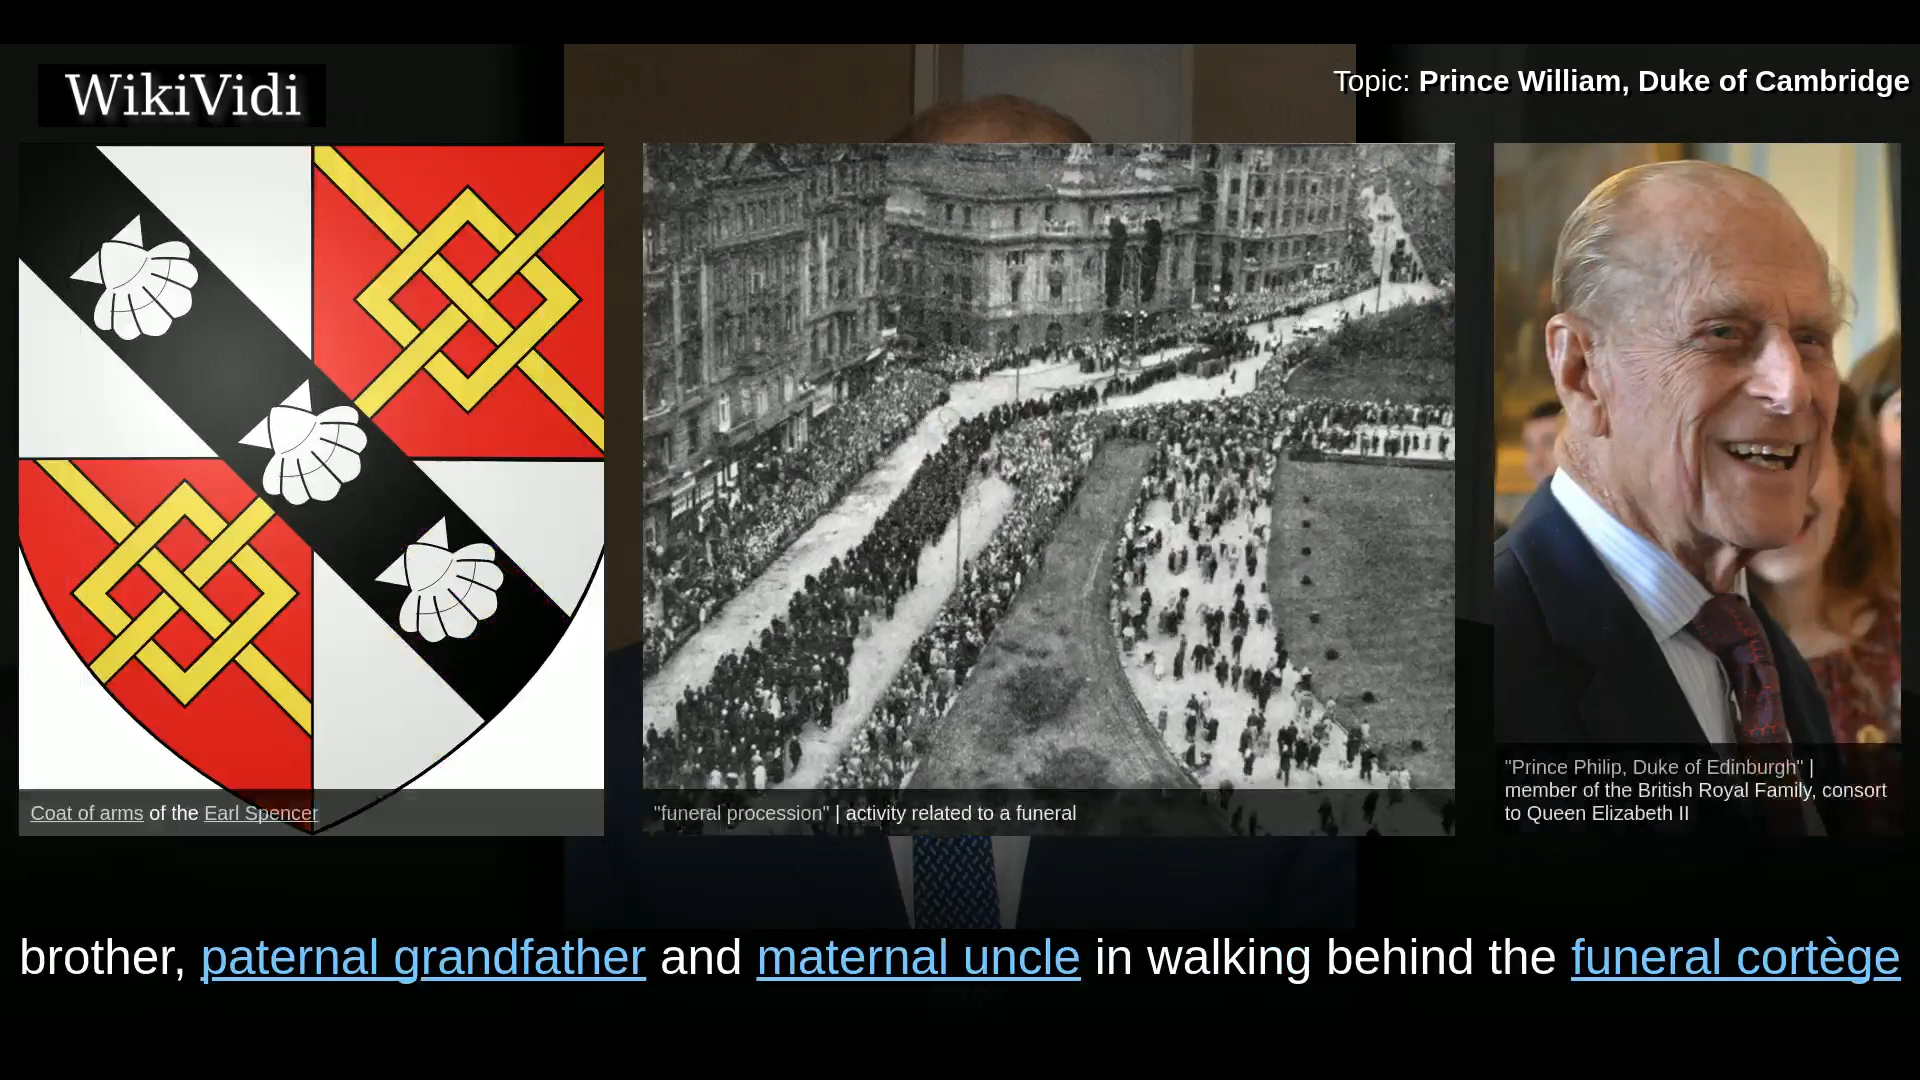 WikiVidi
Topic: Prince William, Duke of Cambridge
Coat of arms of the Earl Spencer
"funeral procession" | activity related to a funeral
"Prince Philip, Duke of Edinburgh" |
member of the British Royal Family, consort
to Queen Elizabeth II
brother, paternal grandfather and maternal uncle in walking behind the funeral cortège